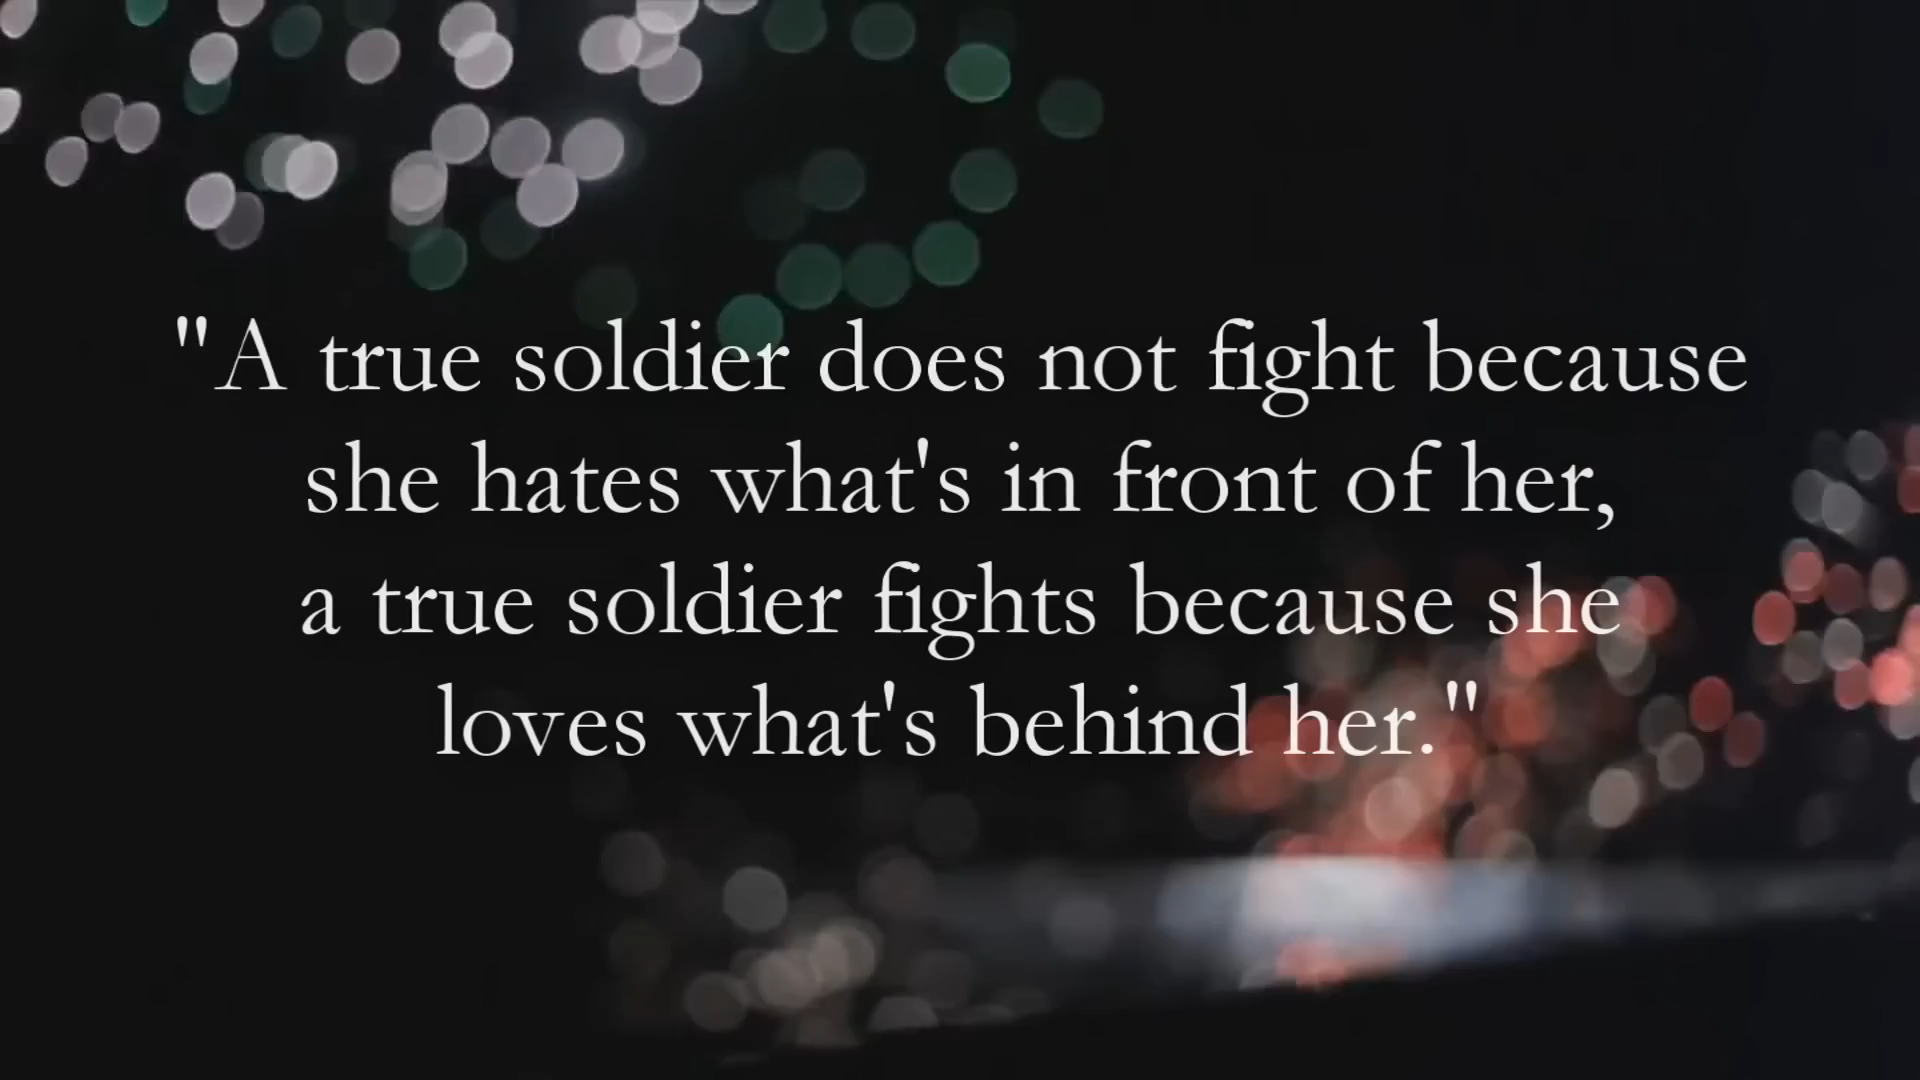 "A true soldier does not fight because
she hates what's in front of her,
a true soldier fights because she
loves what's behind her."